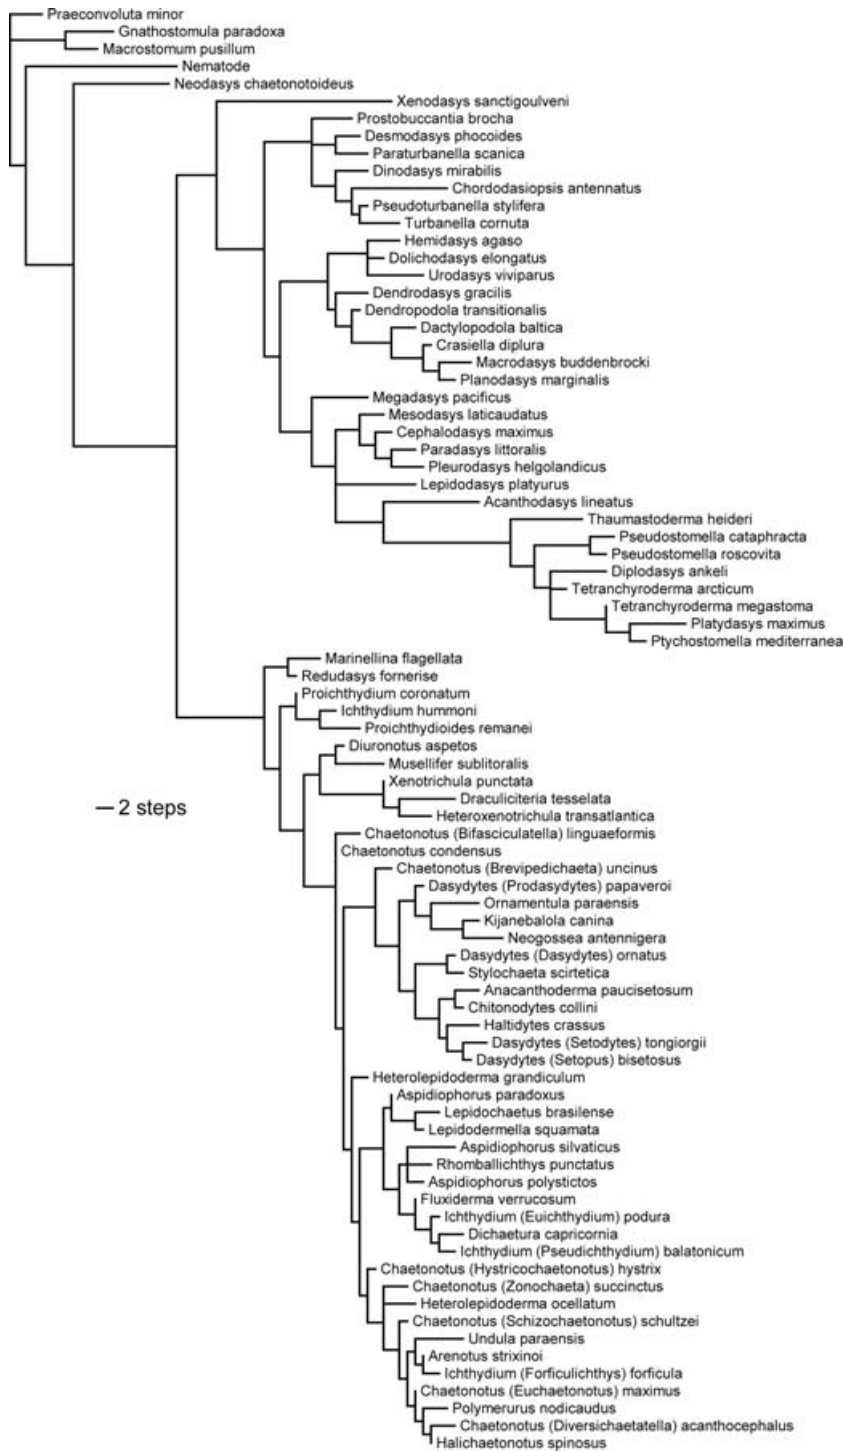 Praeconvoluta minor
Gnathostomula paradoxa
Macrostomum pusillum
Nematode
Neodasys chaetonotoideus
Xenodasys sanctigoulveni
Prostobuccantia brocha
Desmodasys phocoides
Paraturbanella scanica
Dinodasys mirabilis
Chordodasiopsis antennatus
Pseudoturbanella stylifera
Turbanella cornuta
Hemidasys agaso
Dolichodasys elongatus
Urodasys viviparus
Dendrodasys gracilis
Dendropodola transitionalis
Dactylopodola baltica
Crasiella diplura
Macrodasys buddenbrocki
Planodasys marginalis
Megadasys pacificus
Mesodasys laticaudatus
Cephalodasys maximus
Paradasys littoralis
Pleurodasys helgolandicus
Lepidodasys platyurus
Acanthodasys lineatus
Thaumastoderma heideri
Pseudostomella cataphracta
Pseudostomella roscovita
Diplodasys ankeli
Tetranchyroderma arcticum
Tetranchyroderma megastoma
Platydasys maximus
Ptychostomella mediterranea
Marinellina flagellata
Redudasys fornerise
Proichthydium coronatum
Ichthydium hummoni
Proichthydioides remanei
Diuronotus aspetos
Musellifer sublitoralis
Xenotrichula punctata
Draculiciteria tesselata
2 steps
Heteroxenotrichula transatlantica
Chaetonotus (Bifasciculatella) linguaeformis
Chaetonotus condensus
Chaetonotus (Brevipedichaeta) uncinus
Dasydytes (Prodasydytes) papaveroi
Ornamentula paraensis
Kijanebalola canina
Neogossea antennigera
Dasydytes (Dasydytes) ornatus
Stylochaeta scirtetica
Anacanthoderma paucisetosum
Chitonodytes collini
Haltidytes crassus
Dasydytes (Setodytes) tongiorgii
Dasydytes (Setopus) bisetosus
Heterolepidoderma grandiculum
Aspidiophorus paradoxus
Lepidochaetus brasilense
Lepidodermella squamata
Aspidiophorus silvaticus
Rhomballichthys punctatus
Aspidiophorus polystictos
Fluxiderma verrucosum
Ichthydium (Euichthydium) podura
Dichaetura capricornia
Ichthydium (Pseudichthydium) balatonicum
Chaetonotus (Hystricochaetonotus) hystrix
Chaetonotus (Zonochaeta) succinctus
Heterolepidoderma ocellatum
Chaetonotus (Schizochaetonotus) schultzei
Undula paraensis
Arenotus strixinoi
Ichthydium (Forficulichthys) forficula
Chaetonotus (Euchaetonotus) maximus
Polymerurus nodicaudus
Chaetonotus (Diversichaetatella) acanthocephalus
Halichaetonotus spinosus